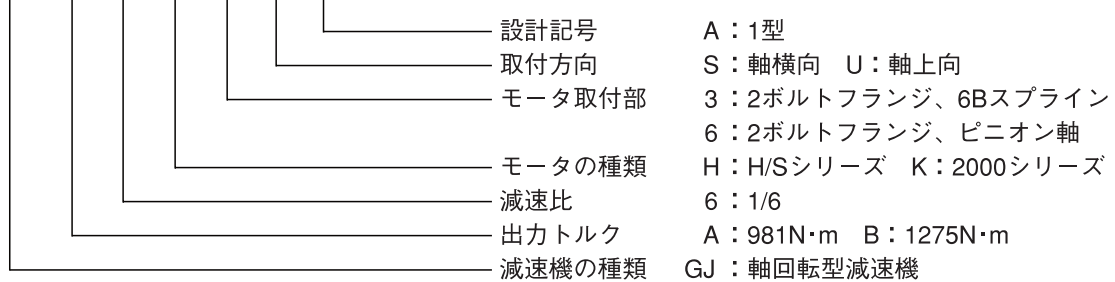 設計記号 A：1型
取付方向 S：軸横向 U：軸上向
モータ取付部 3：2ボルトフランジ、6Bスプライン
6：2ボルトフランジ、ピニオン軸
モータの種類 H：H/Sシリーズ K：2000シリーズ
減速比 6：1/6
出力トルク A：981N･m B：1275N･m
減速機の種類 GJ：軸回転型減速機